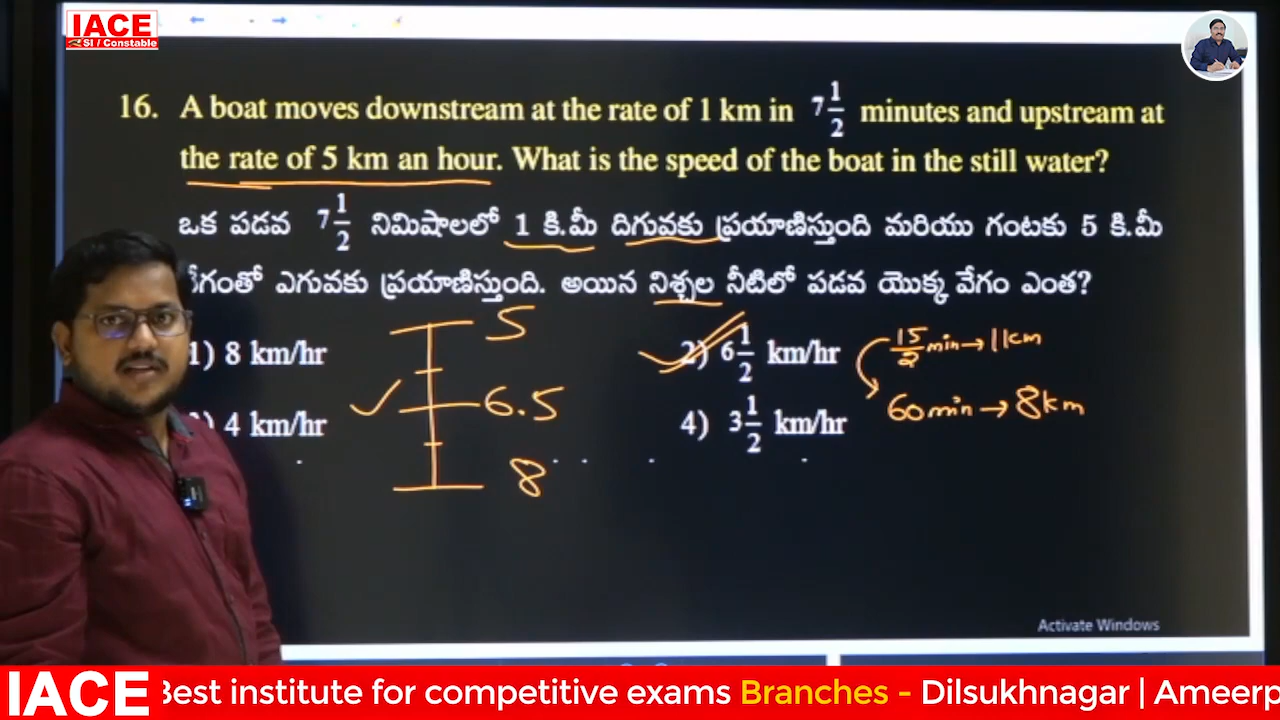 IACE
SI / Constable
16. A boat moves downstream at the rate of 1 km in 7 1/2 minutes and upstream at
the rate of 5 km an hour. What is the speed of the boat in the still water?
ఒక పడవ 7 1/2 నిమిషాలలో 1 కి.మీ దిగువకు ప్రయాణిస్తుంది మరియు గంటకు 5 కి.మీ
వేగంతో ఎగువకు ప్రయాణిస్తుంది. అయిన నిశ్చల నీటిలో పడవ యొక్క వేగం ఎంత?
1) 8 km/hr
2) 6 1/2 km/hr
) 4 km/hr
4) 3 1/2 km/hr
5
6.5
8
15/2 min → 1 km
60 min → 8 km
Activate Windows
IACE Best institute for competitive exams Branches - Dilsukhnagar | Ameerp